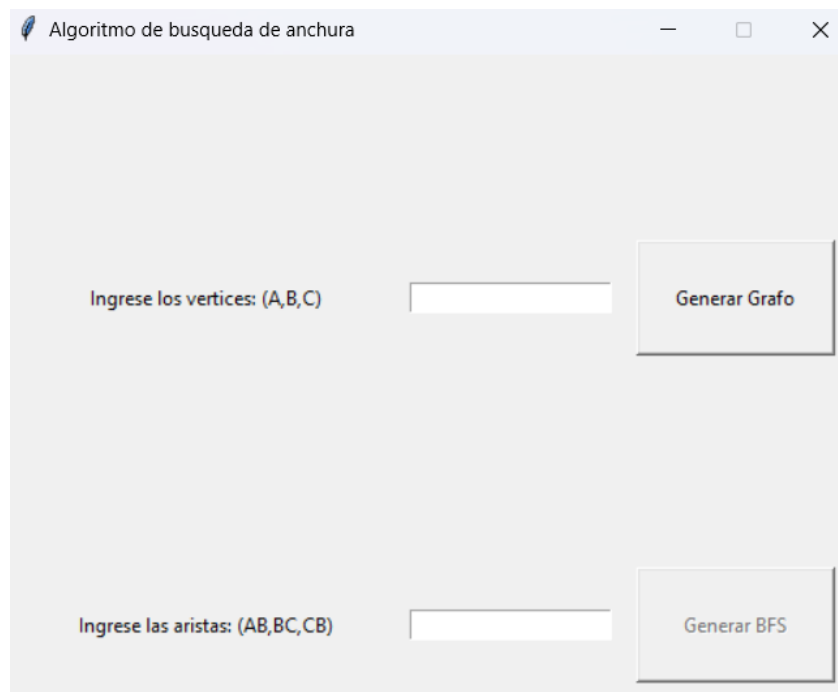 Algoritmo de busqueda de anchura
Ingrese los vertices: (A,B,C)
Generar Grafo
Ingrese las aristas: (AB,BC,CB)
Generar BFS